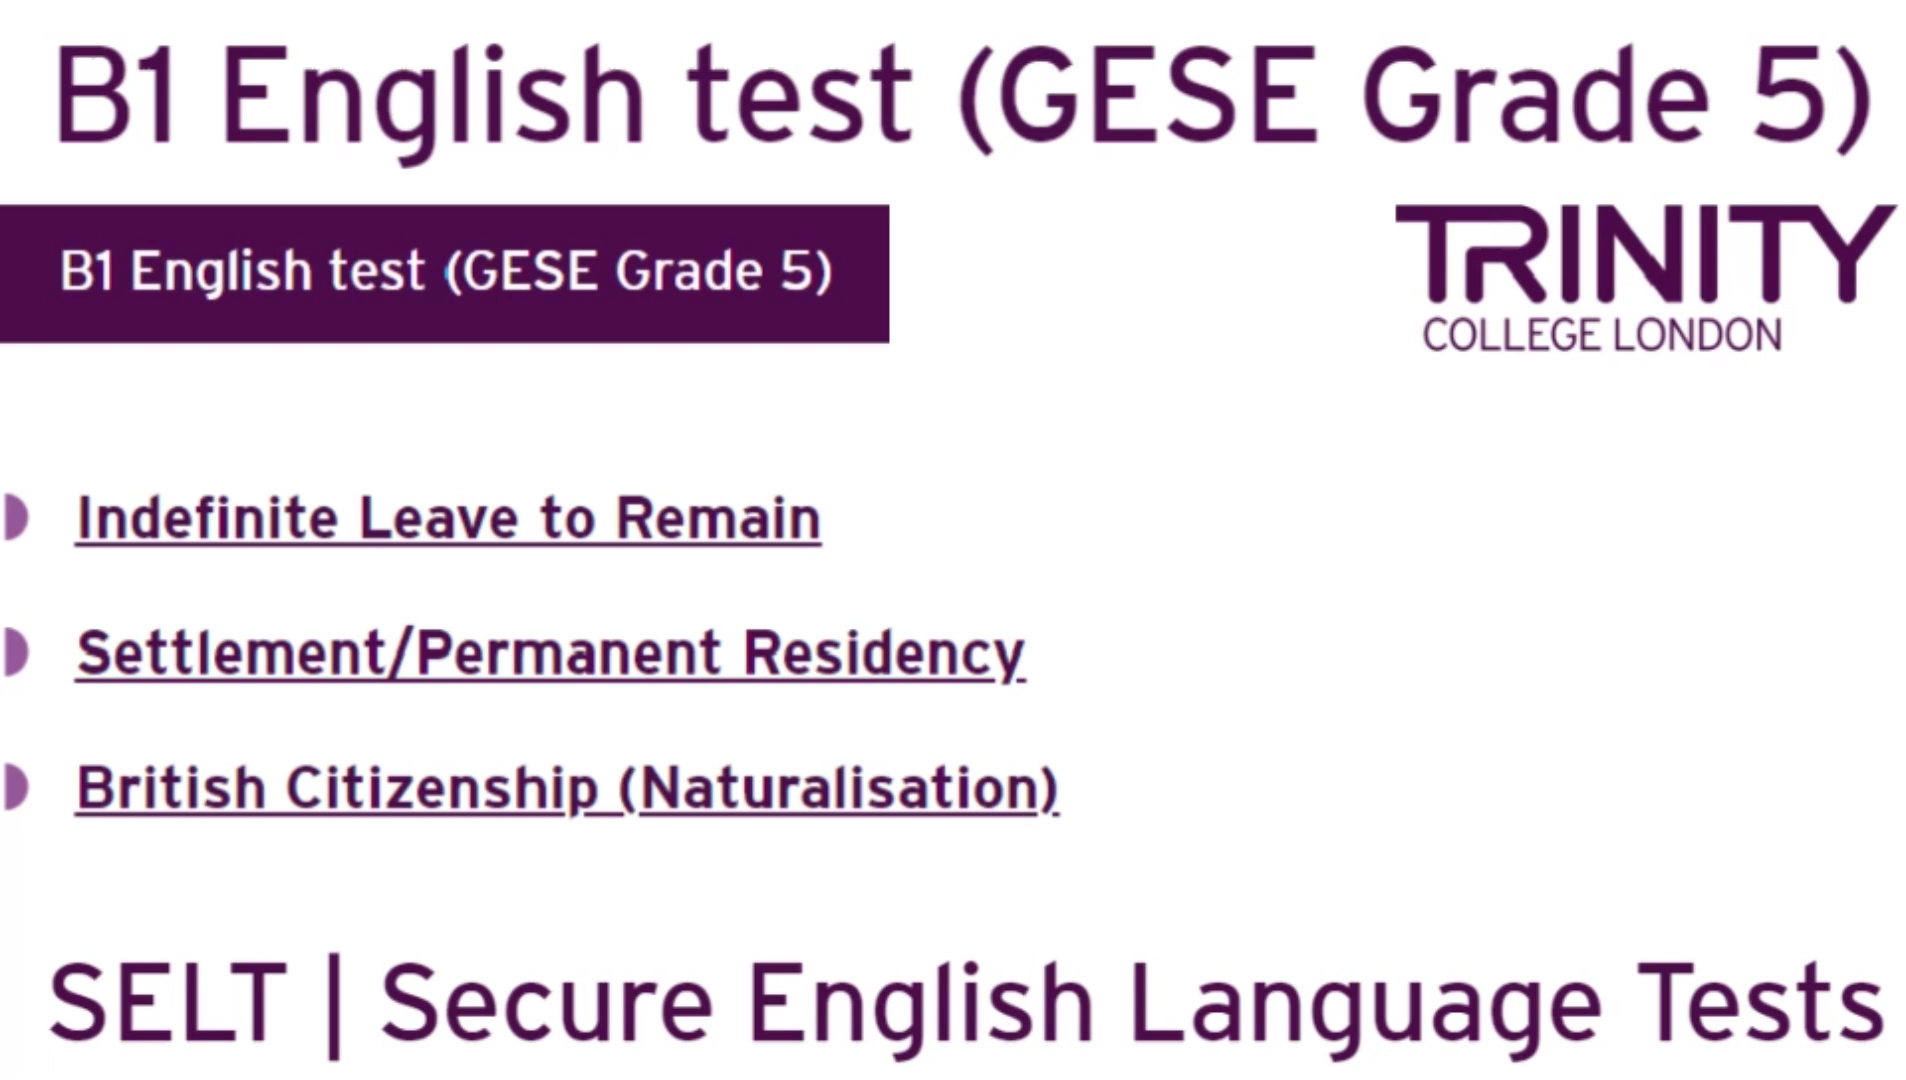 B1 English test (GESE Grade 5)
B1 English test (GESE Grade 5)
TRINITY
COLLEGE LONDON
Indefinite Leave to Remain
Settlement/Permanent Residency
British Citizenship (Naturalisation)
SELT | Secure English Language Tests